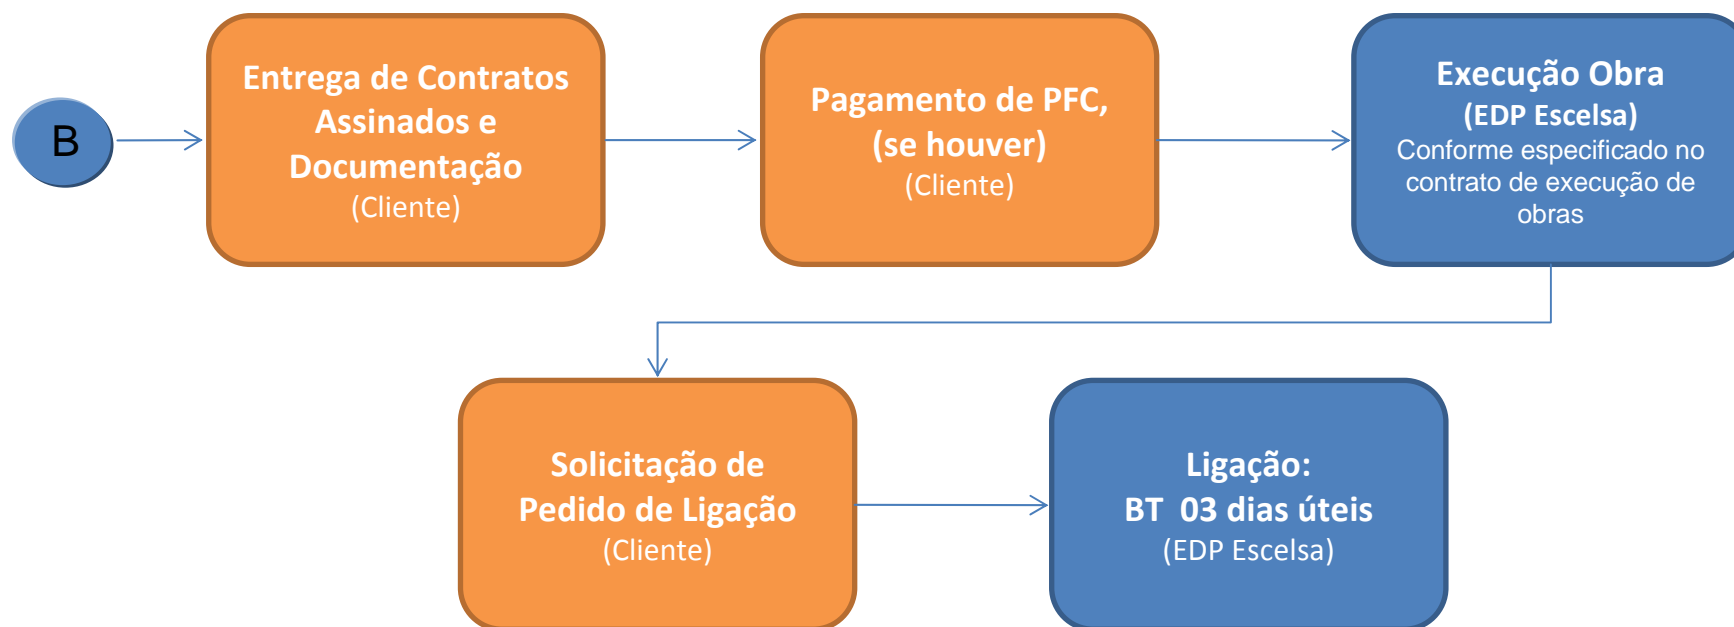 B
Entrega de Contratos
Assinados e
Documentação
(Cliente)
Pagamento de PFC,
(se houver)
(Cliente)
Execução Obra
(EDP Escelsa)
Conforme especificado no
contrato de execução de
obras
Solicitação de
Pedido de Ligação
(Cliente)
Ligação:
BT  03 dias úteis
(EDP Escelsa)